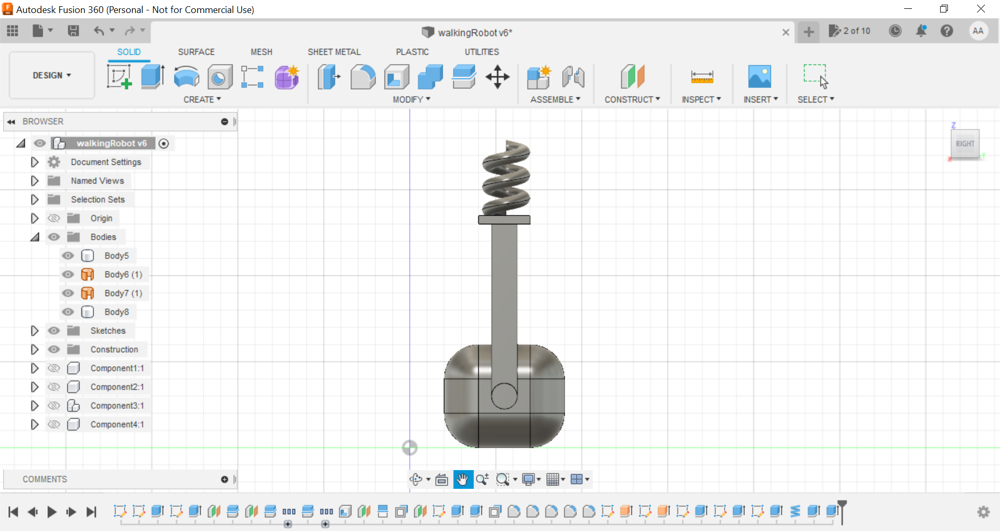 Autodesk Fusion 360 (Personal - Not for Commercial Use)
walkingRobot v6*
2 of 10
AA
SOLID SURFACE MESH SHEET METAL PLASTIC UTILITIES
DESIGN
CREATE MODIFY ASSEMBLE CONSTRUCT INSPECT INSERT SELECT
BROWSER
walkingRobot v6
Document Settings
Named Views
Selection Sets
Origin
Bodies
Body5
Body6 (1)
Body7 (1)
Body8
Sketches
Construction
Component1:1
Component2:1
Component3:1
Component4:1
Z
RIGHT
X
Y
COMMENTS